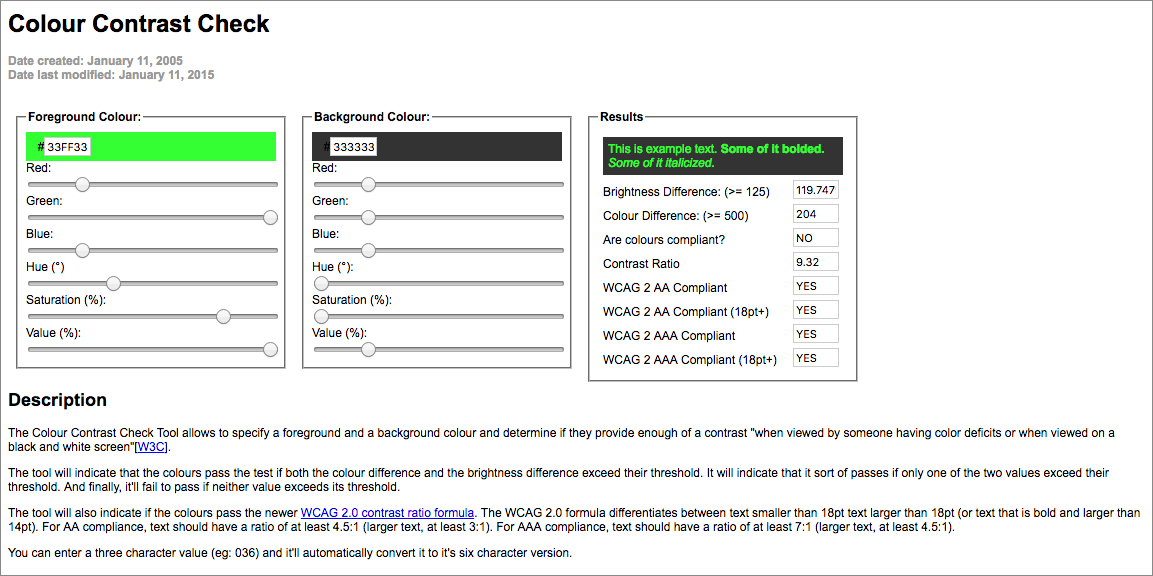 Colour Contrast Check
Date created: January 11, 2005
Date last modified: January 11, 2015
Foreground Colour:
# 33FF33
Red:
Green:
Blue:
Hue (°)
Saturation (%):
Value (%):
Background Colour:
# 333333
Red:
Green:
Blue:
Hue (°):
Saturation (%):
Value (%):
Results
This is example text. Some of it bolded.
Some of it italicized.
Brightness Difference: (>= 125) 119.747
Colour Difference: (>= 500) 204
Are colours compliant? NO
Contrast Ratio 9.32
WCAG 2 AA Compliant YES
WCAG 2 AA Compliant (18pt+) YES
WCAG 2 AAA Compliant YES
WCAG 2 AAA Compliant (18pt+) YES
Description
The Colour Contrast Check Tool allows to specify a foreground and a background colour and determine if they provide enough of a contrast "when viewed by someone having color deficits or when viewed on a
black and white screen"[W3C].
The tool will indicate that the colours pass the test if both the colour difference and the brightness difference exceed their threshold. It will indicate that it sort of passes if only one of the two values exceed their
threshold. And finally, it'll fail to pass if neither value exceeds its threshold.
The tool will also indicate if the colours pass the newer WCAG 2.0 contrast ratio formula. The WCAG 2.0 formula differentiates between text smaller than 18pt text larger than 18pt (or text that is bold and larger than
14pt). For AA compliance, text should have a ratio of at least 4.5:1 (larger text, at least 3:1). For AAA compliance, text should have a ratio of at least 7:1 (larger text, at least 4.5:1).
You can enter a three character value (eg: 036) and it'll automatically convert it to it's six character version.